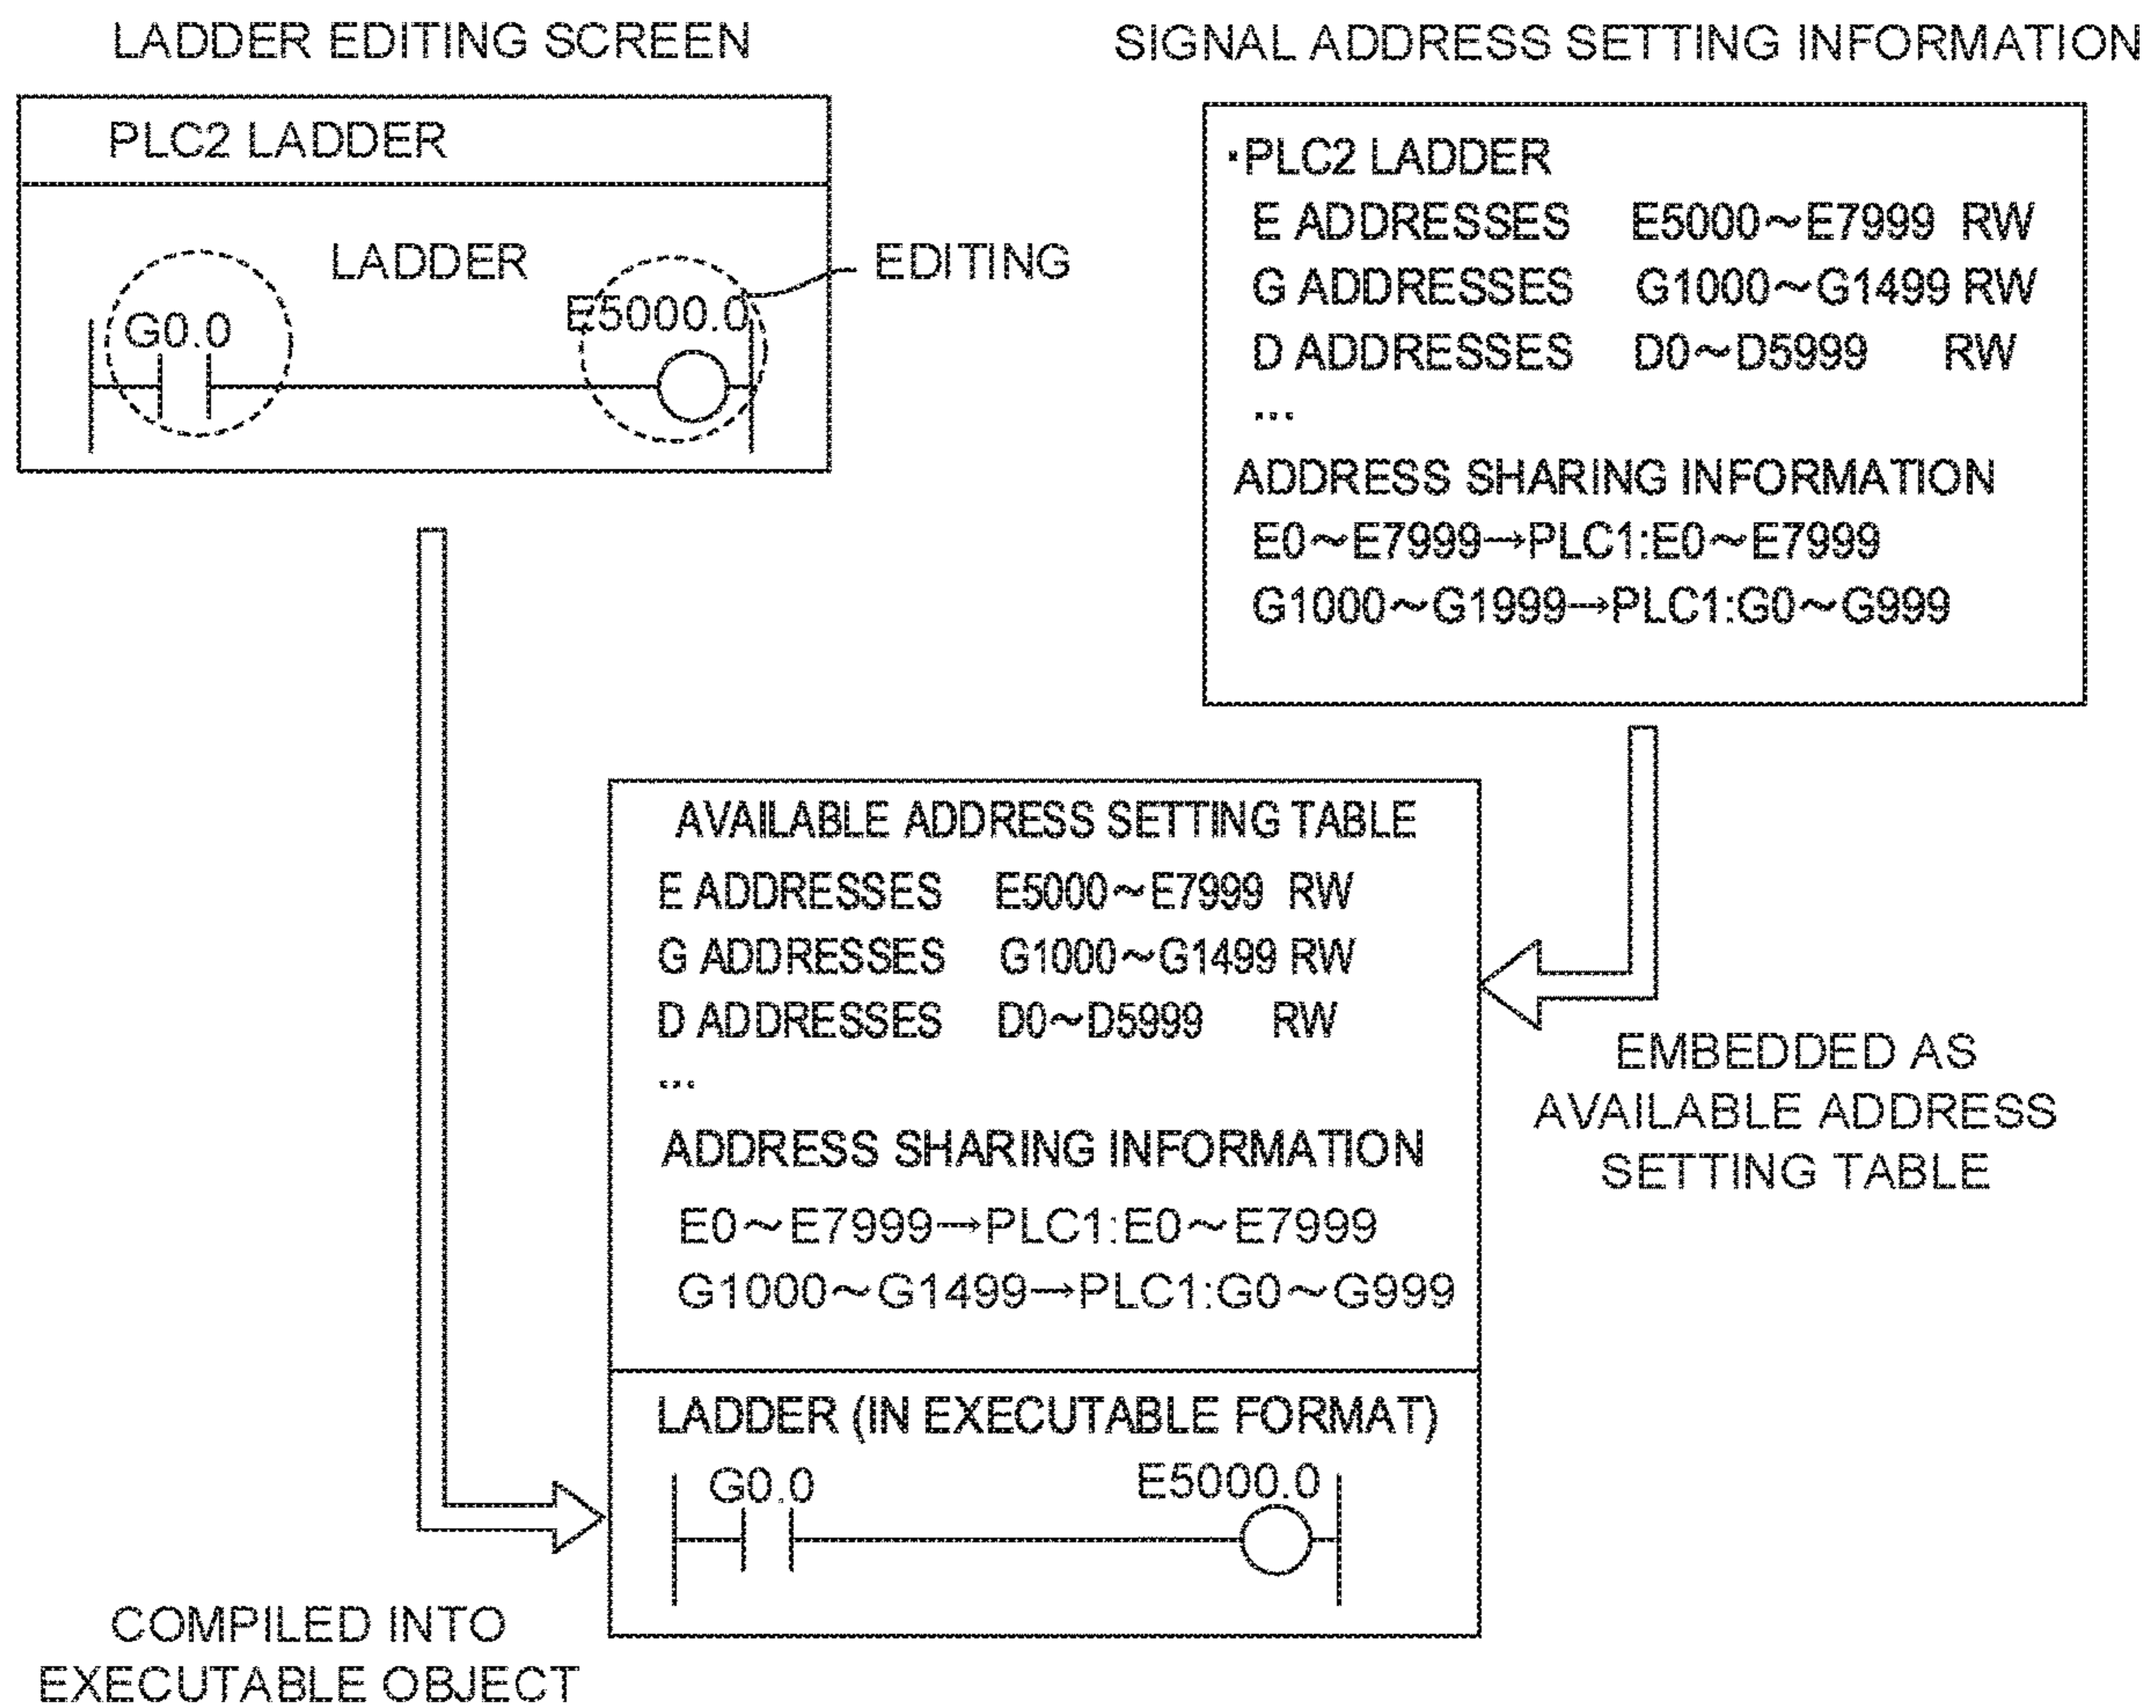 LADDER EDITING SCREEN
PLC2 LADDER
LADDER
EDITING
G0.0
E5000.0
SIGNAL ADDRESS SETTING INFORMATION
·PLC2 LADDER
E ADDRESSES E5000~E7999 RW
G ADDRESSES G1000~G1499 RW
D ADDRESSES D0~D5999 RW
...
ADDRESS SHARING INFORMATION
E0~E7999→PLC1:E0~E7999
G1000~G1999→PLC1:G0~G999
AVAILABLE ADDRESS SETTING TABLE
E ADDRESSES E5000~E7999 RW
G ADDRESSES G1000~G1499 RW
D ADDRESSES D0~D5999 RW
...
ADDRESS SHARING INFORMATION
E0~E7999→PLC1:E0~E7999
G1000~G1499→PLC1:G0~G999
EMBEDDED AS
AVAILABLE ADDRESS
SETTING TABLE
LADDER (IN EXECUTABLE FORMAT)
G0.0
E5000.0
COMPILED INTO
EXECUTABLE OBJECT